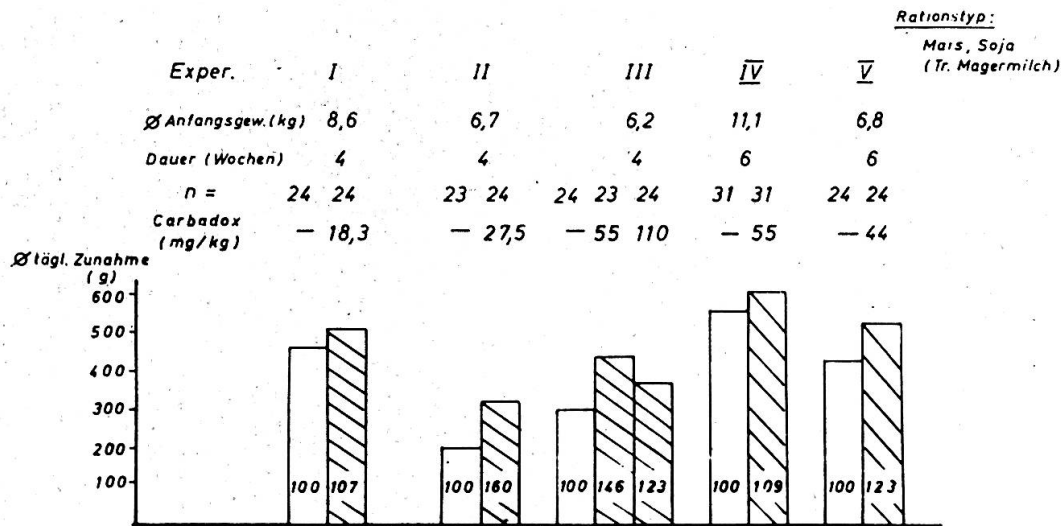 Rationstyp:
Mais, Soja
(Tr. Magermilch)
Exper. I II III IV V
Ø Anfangsgew. (kg) 8,6 6,7 6,2 11,1 6,8
Dauer (Wochen) 4 4 4 6 6
n = 24 24 23 24 24 23 24 31 31 24 24
Carbadox
(mg/kg) — 18,3 — 27,5 — 55 110 — 55 — 44
Ø tägl. Zunahme
(g)
600
500
400
300
200
100
100 107 100 160 100 146 123 100 109 100 123